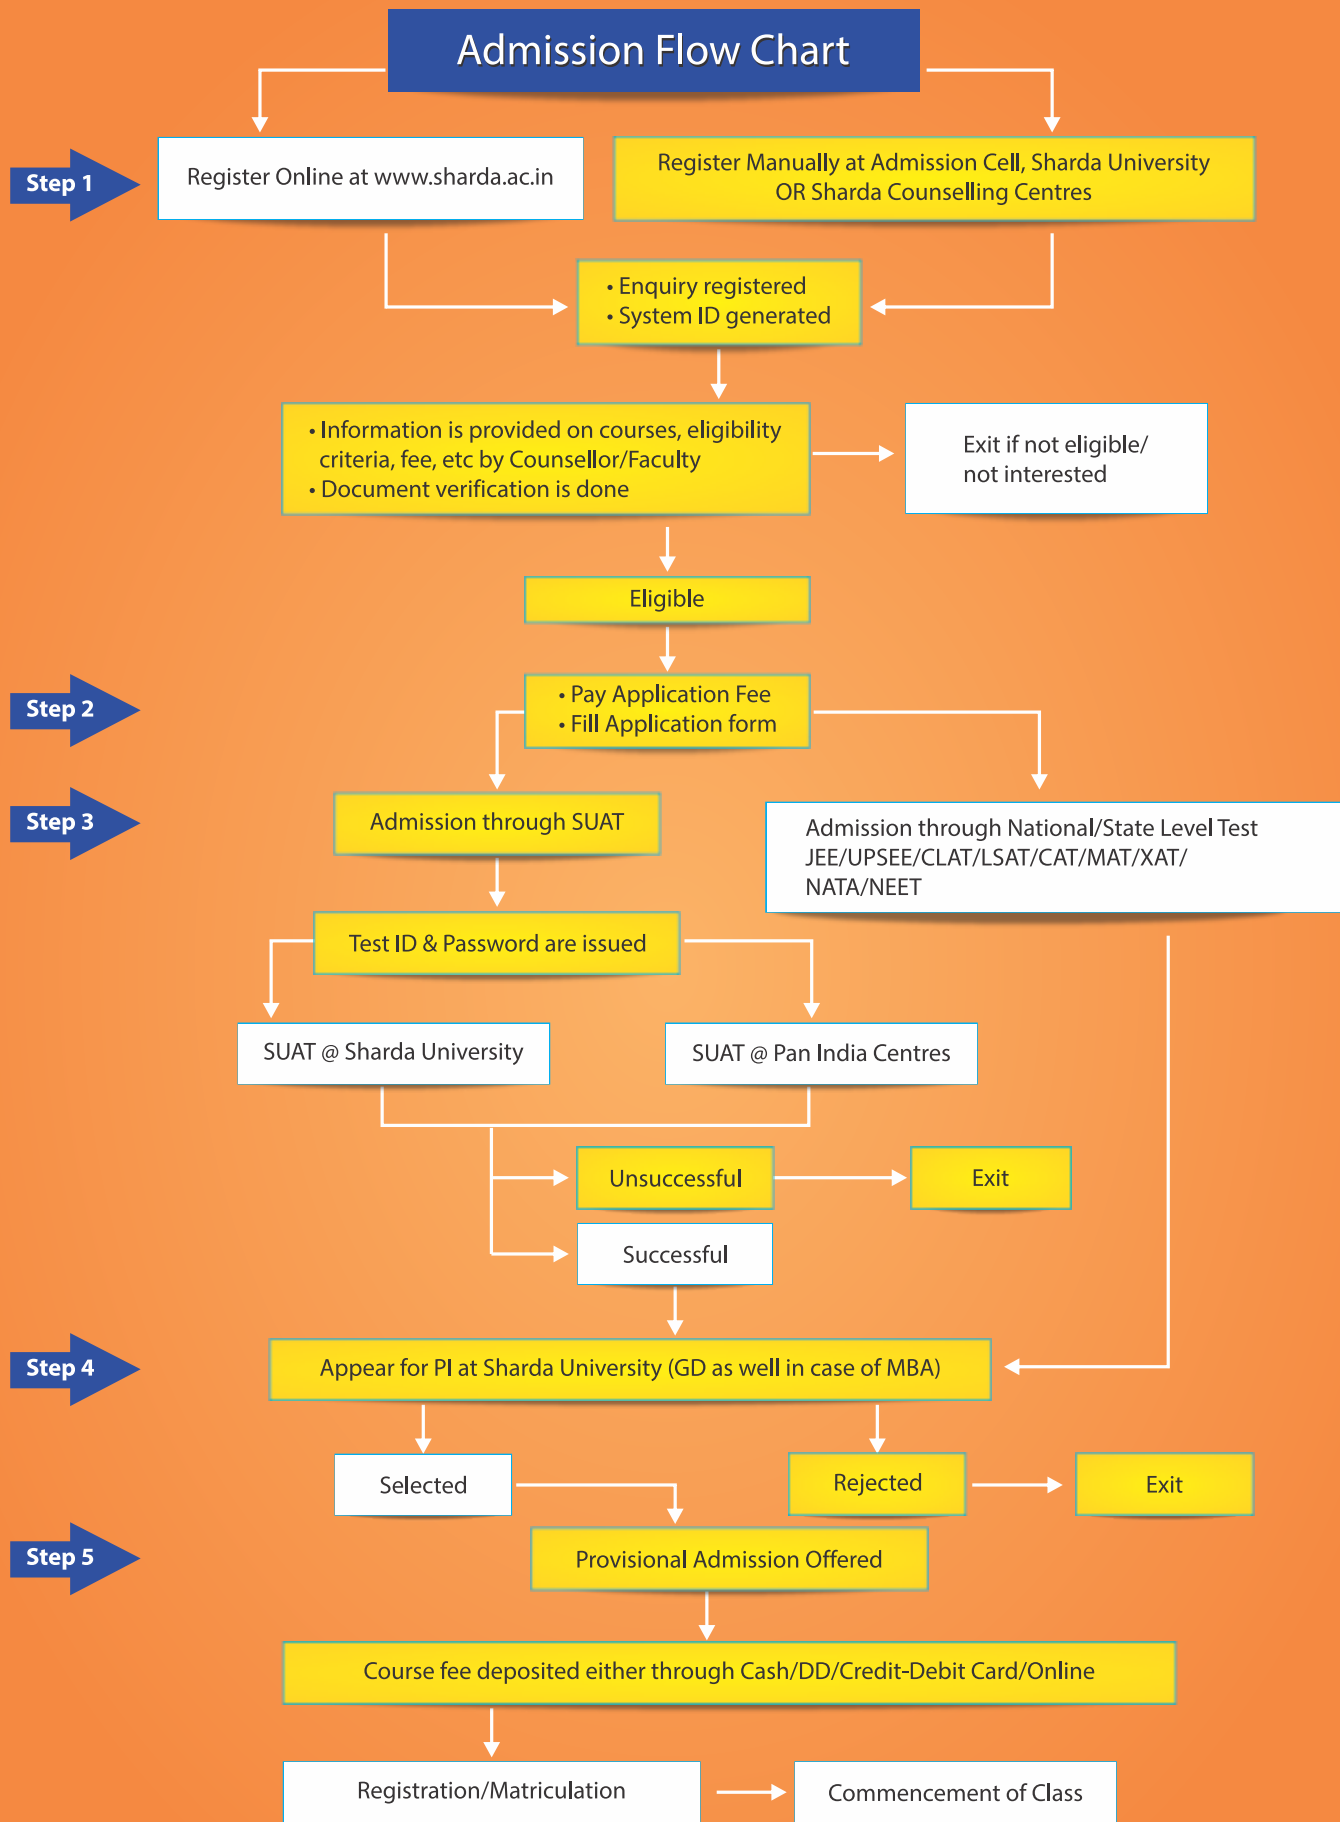 Admission Flow Chart
Step 1
Register Online at www.sharda.ac.in
Register Manually at Admission Cell, Sharda University
OR Sharda Counselling Centres
• Enquiry registered
• System ID generated
• Information is provided on courses, eligibility
criteria, fee, etc by Counsellor/Faculty
• Document verification is done
Exit if not eligible/
not interested
Eligible
Step 2
• Pay Application Fee
• Fill Application form
Step 3
Admission through SUAT
Admission through National/State Level Test
JEE/UPSEE/CLAT/LSAT/CAT/MAT/XAT/
NATA/NEET
Test ID & Password are issued
SUAT @ Sharda University
SUAT @ Pan India Centres
Unsuccessful
Exit
Successful
Step 4
Appear for PI at Sharda University (GD as well in case of MBA)
Selected
Rejected
Exit
Step 5
Provisional Admission Offered
Course fee deposited either through Cash/DD/Credit-Debit Card/Online
Registration/Matriculation
Commencement of Class